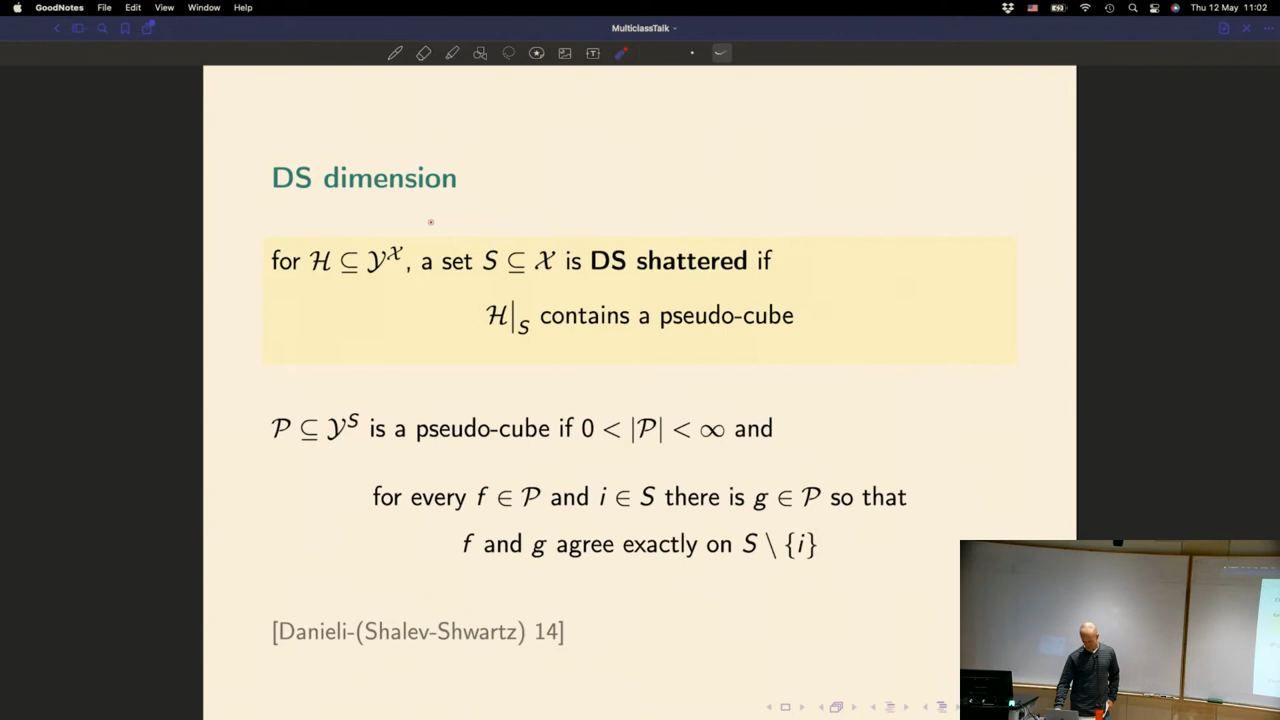 GoodNotes File Edit View Window Help Thu 12 May 11:02
MulticlassTalk
DS dimension
for ℋ ⊆ 𝒴^𝒳, a set S ⊆ 𝒳 is DS shattered if
ℋ|_S contains a pseudo-cube
𝒫 ⊆ 𝒴^S is a pseudo-cube if 0 < |𝒫| < ∞ and
for every f ∈ 𝒫 and i ∈ S there is g ∈ 𝒫 so that
f and g agree exactly on S \ {i}
[Danieli-(Shalev-Shwartz) 14]